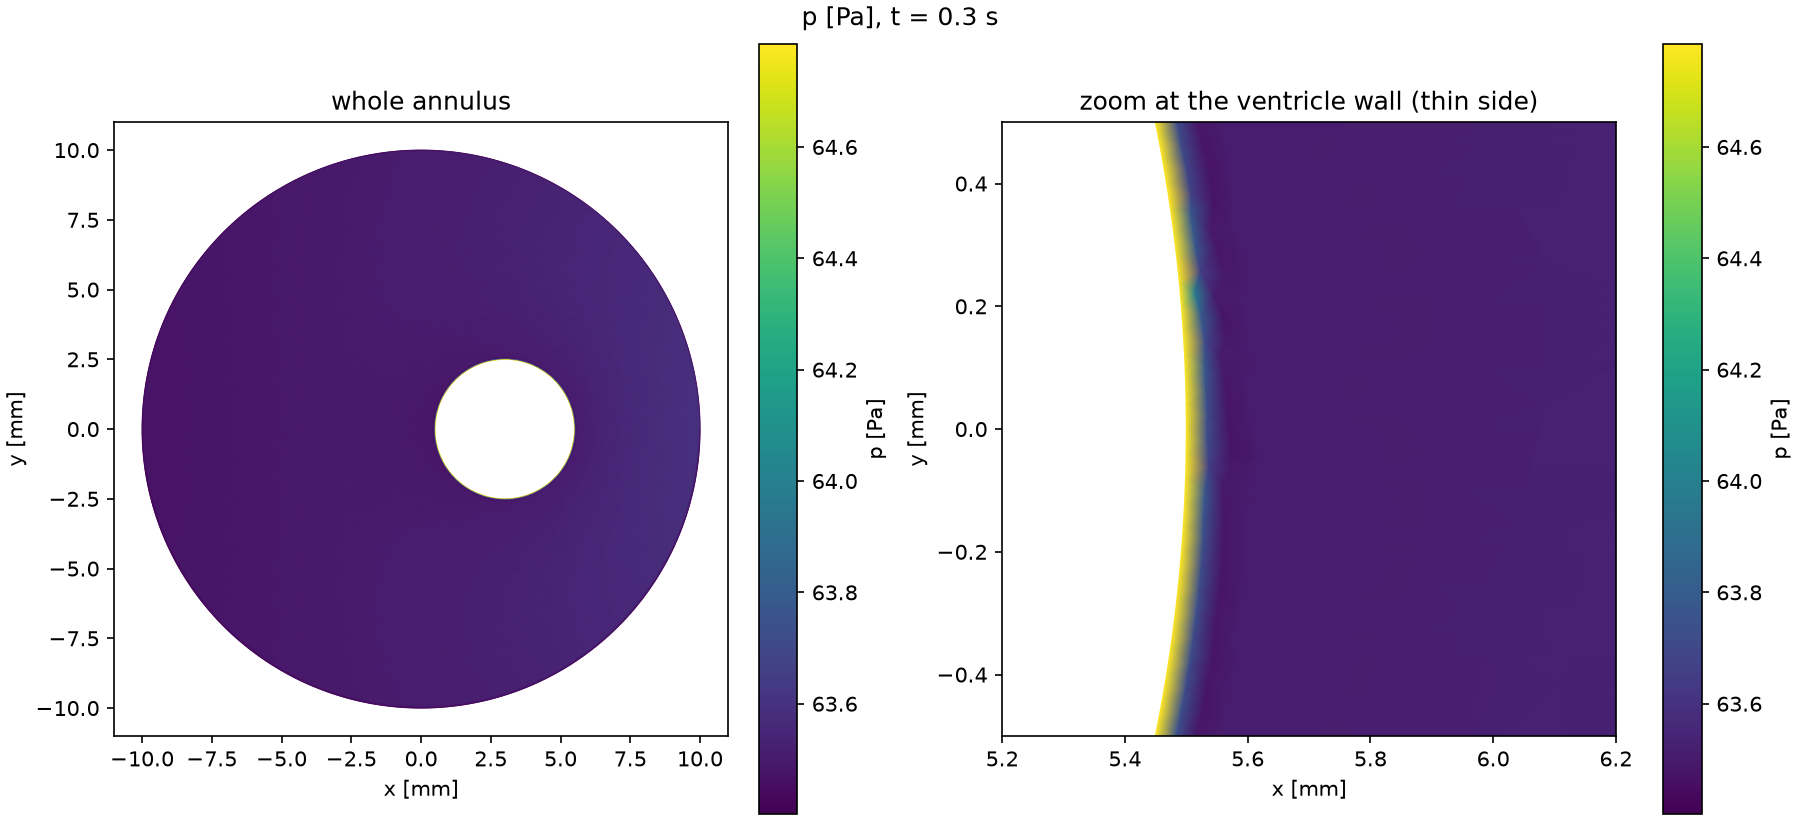 p [Pa], t = 0.3 s
whole annulus
10.0
7.5
5.0
2.5
0.0
−2.5
−5.0
−7.5
−10.0
y [mm]
−10.0 −7.5 −5.0 −2.5 0.0 2.5 5.0 7.5 10.0
x [mm]
64.6
64.4
64.2
64.0
63.8
63.6
p [Pa]
zoom at the ventricle wall (thin side)
0.4
0.2
0.0
−0.2
−0.4
y [mm]
5.2 5.4 5.6 5.8 6.0 6.2
x [mm]
64.6
64.4
64.2
64.0
63.8
63.6
p [Pa]